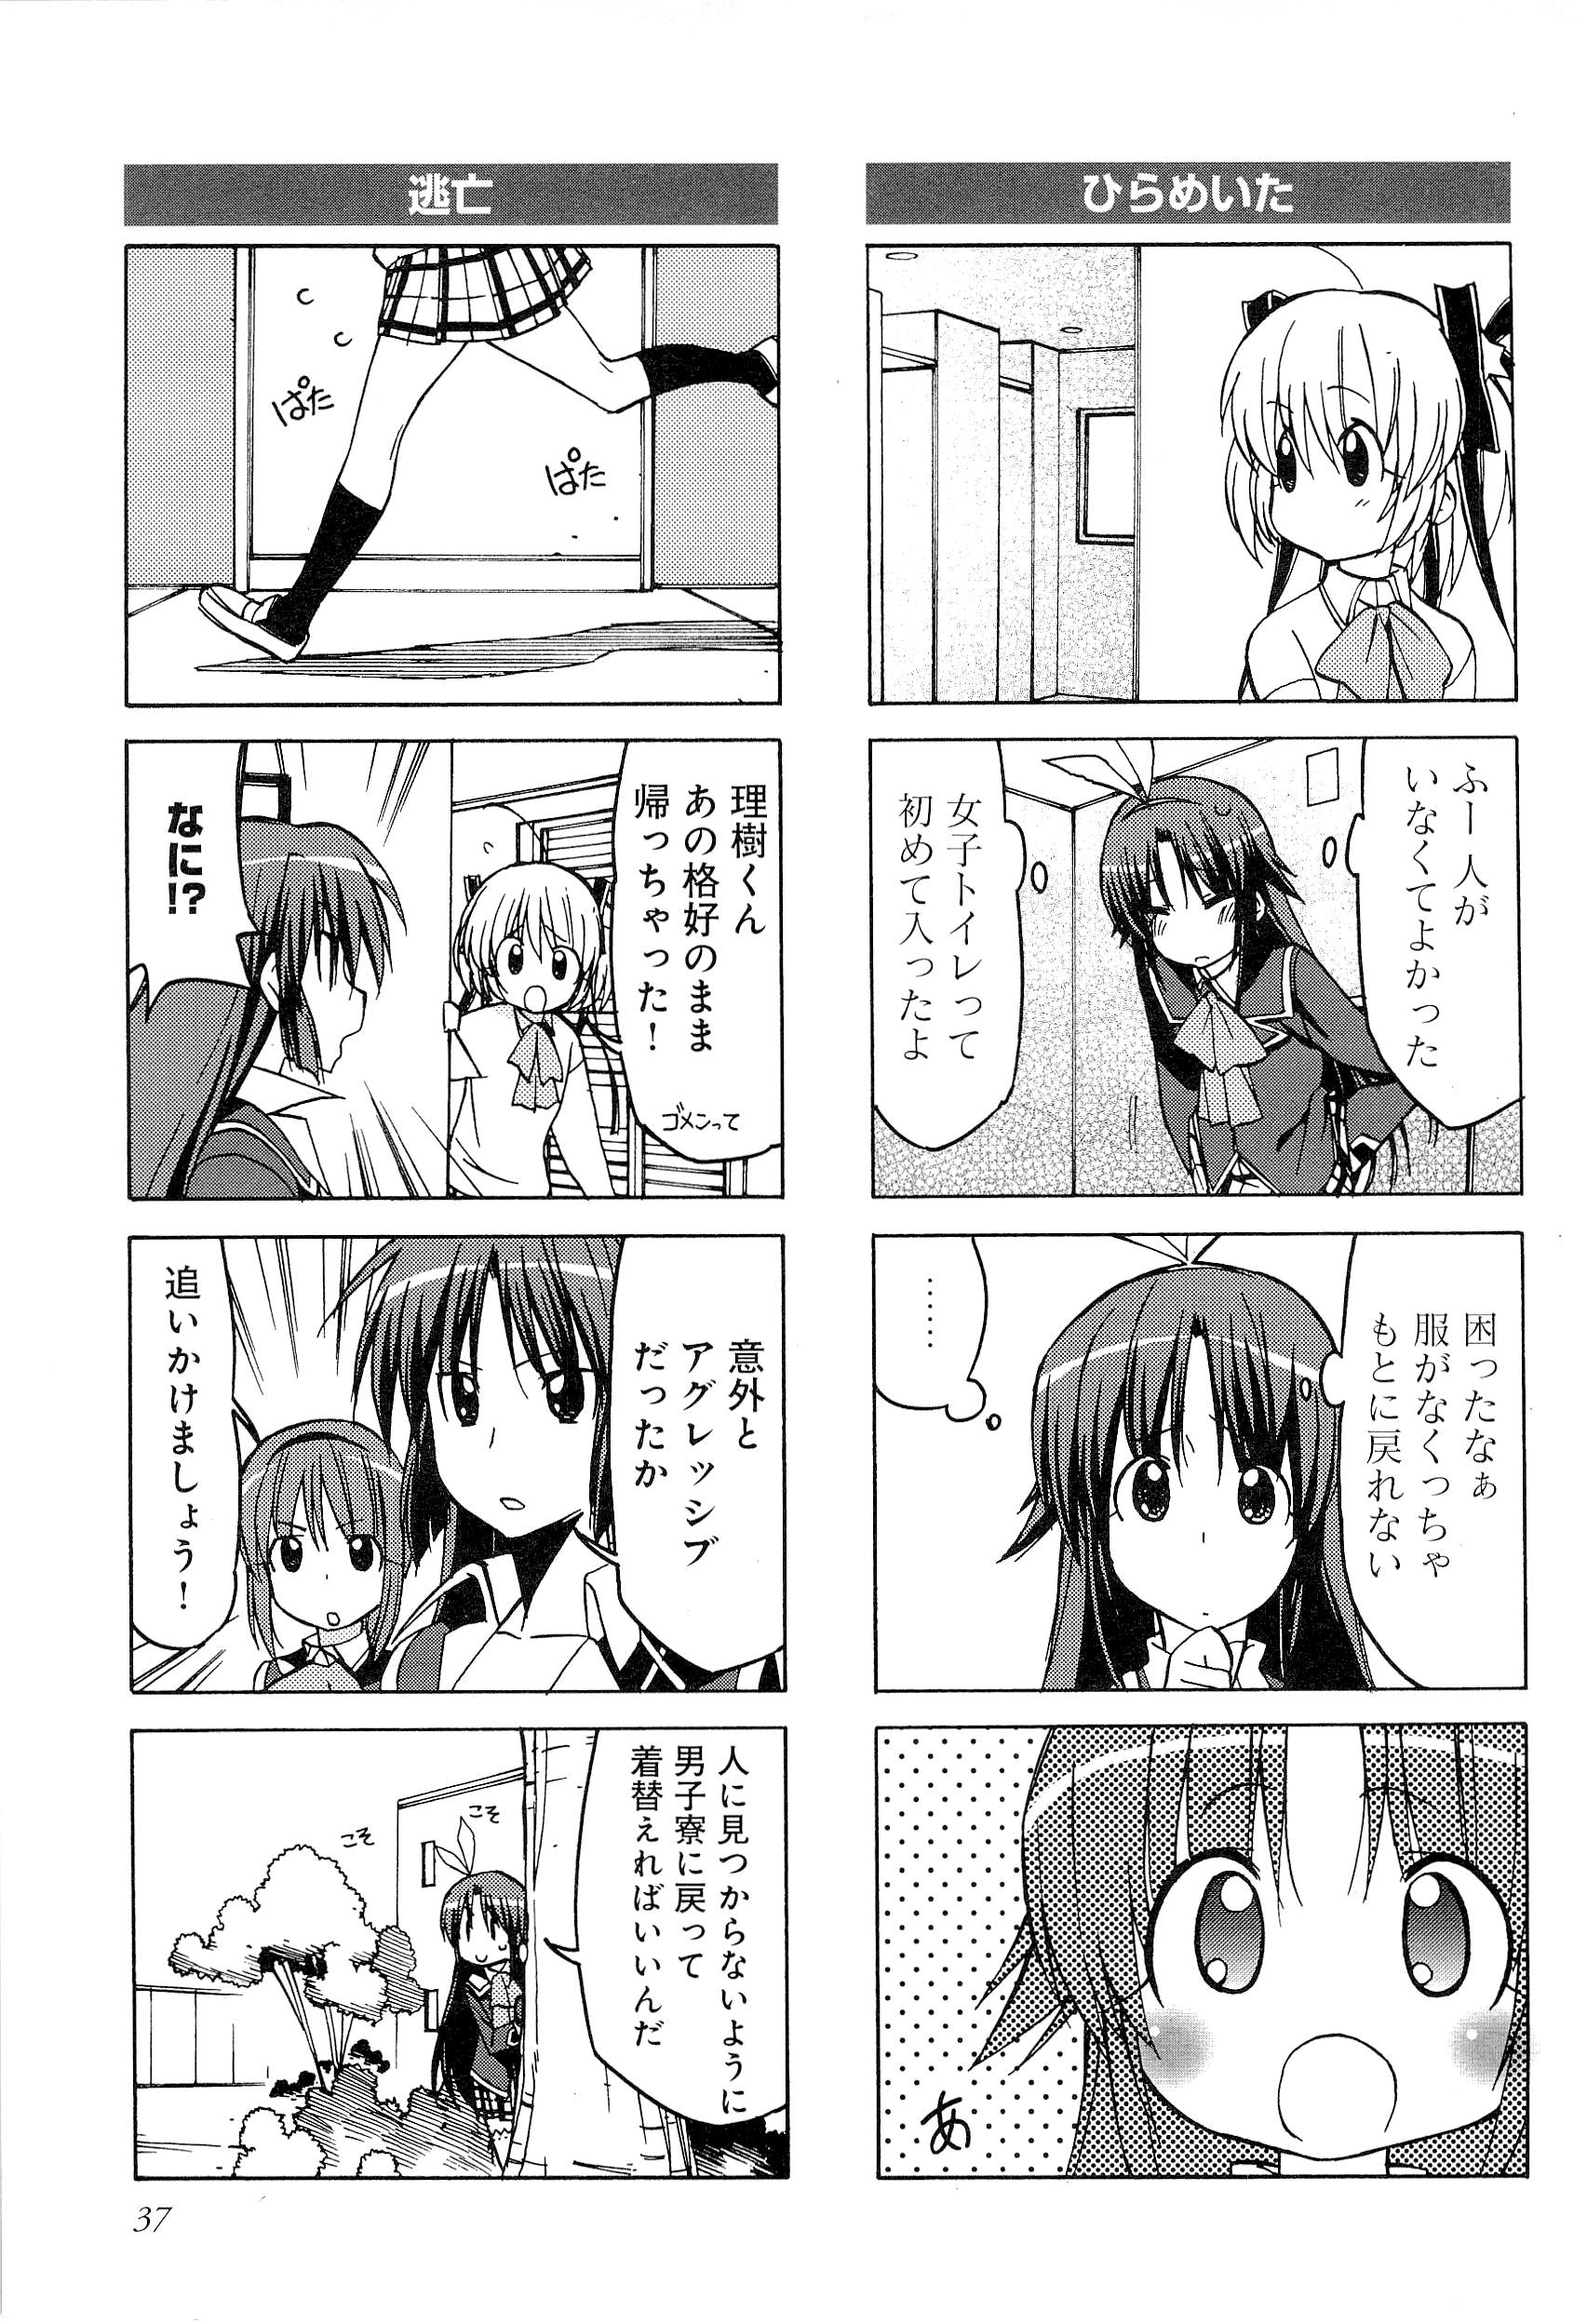 ひらめいた
ふー人が
いなくてよかった
女子トイレって
初めて入ったよ
困ったなぁ
服がなくっちゃ
もとに戻れない
……
あ
逃亡
ぱた
ぱた
理樹くん
あの格好のまま
帰っちゃった！
ゴメンって
なに!?
意外と
アグレッシブ
だったか
追いかけましょう！
人に見つからないように
男子寮に戻って
着替えればいいんだ
こそ
こそ
37